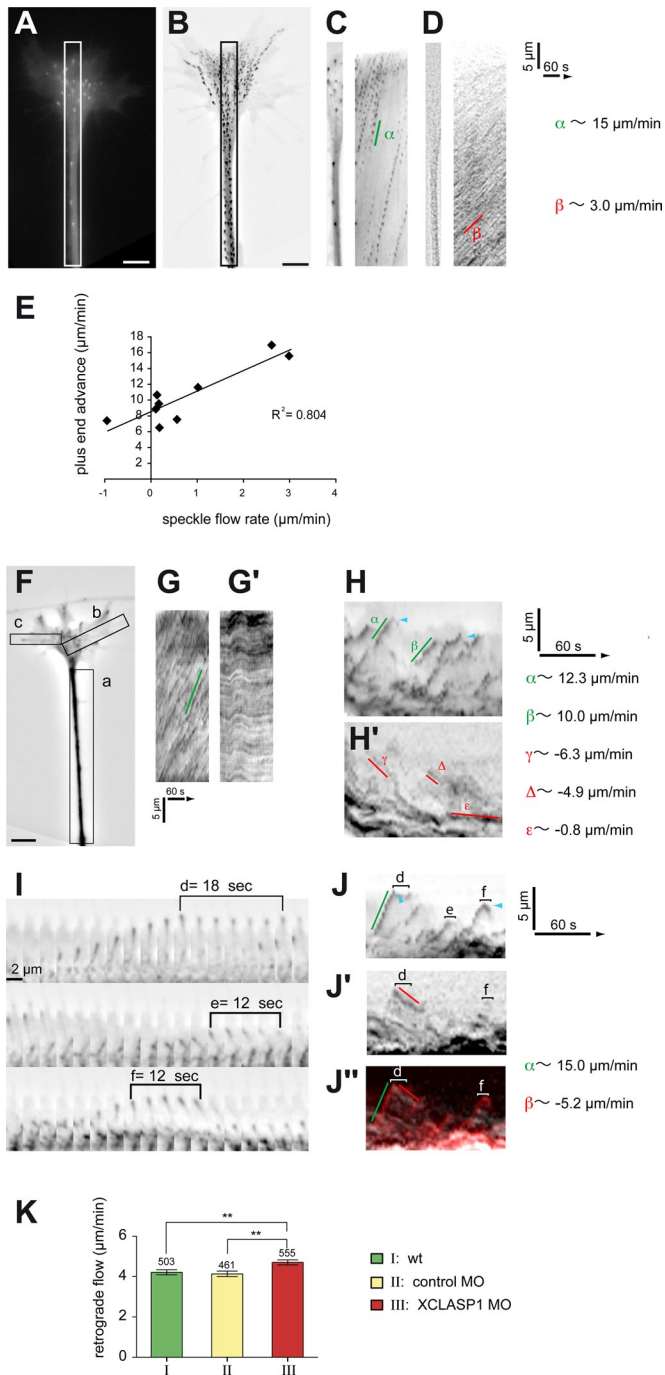 A B C D
5 µm
60 s
α
β
α ~ 15 µm/min
β ~ 3.0 µm/min
E
plus end advance (µm/min)
18
16
14
12
10
8
6
4
2
R²= 0.804
-1 0 1 2 3 4
speckle flow rate (µm/min)
F G G' H
c b
a
α
β
5 µm
60 s
α~ 12.3 µm/min
β~ 10.0 µm/min
H'
γ Δ ε
γ~ -6.3 µm/min
Δ~ -4.9 µm/min
ε~ -0.8 µm/min
60 s
5 µm
I
d= 18 sec
2 µm
e= 12 sec
f= 12 sec
J
d e f
5 µm
60 s
J'
d f
J"
d f
α~ 15.0 µm/min
β~ -5.2 µm/min
K
retrograde flow (µm/min)
6
4
2
0
**
**
503 461 555
I II III
I: wt
II: control MO
III: XCLASP1 MO